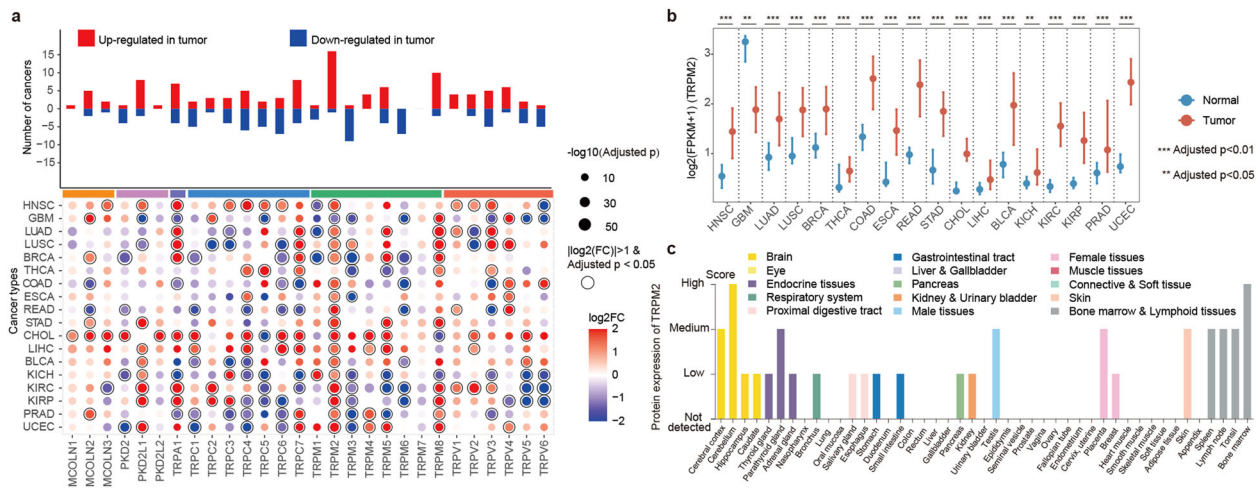 a
Up-regulated in tumor
Down-regulated in tumor
Number of cancers
15
10
5
0
−5
−10
−15
-log10(Adjusted p)
10
30
50
|log2(FC)|>1 &
Adjusted p < 0.05
log2FC
2
1
0
−1
−2
Cancer types
HNSC
GBM
LUAD
LUSC
BRCA
THCA
COAD
ESCA
READ
STAD
CHOL
LIHC
BLCA
KICH
KIRC
KIRP
PRAD
UCEC
MCOLN1
MCOLN2
MCOLN3
PKD2
PKD2L1
PKD2L2
TRPA1
TRPC1
TRPC2
TRPC3
TRPC4
TRPC5
TRPC6
TRPC7
TRPM1
TRPM2
TRPM3
TRPM4
TRPM5
TRPM6
TRPM7
TRPM8
TRPV1
TRPV2
TRPV3
TRPV4
TRPV5
TRPV6
b
*** ** *** *** *** *** *** *** *** *** *** *** *** ** *** *** *** ***
log2(FPKM+1) (TRPM2)
3
2
1
HNSC
GBM
LUAD
LUSC
BRCA
THCA
COAD
ESCA
READ
STAD
CHOL
LIHC
BLCA
KICH
KIRC
KIRP
PRAD
UCEC
Normal
Tumor
*** Adjusted p<0.01
** Adjusted p<0.05
c
Protein expression of TRPM2
Score
High
Medium
Low
Not
detected
Brain
Eye
Endocrine tissues
Respiratory system
Proximal digestive tract
Gastrointestinal tract
Liver & Gallbladder
Pancreas
Kidney & Urinary bladder
Male tissues
Female tissues
Muscle tissues
Connective & Soft tissue
Skin
Bone marrow & Lymphoid tissues
Cerebral cortex
Cerebellum
Hippocampus
Caudate
Thyroid gland
Parathyroid gland
Adrenal gland
Nasopharynx
Bronchus
Lung
Oral mucosa
Salivary gland
Esophagus
Stomach
Duodenum
Small intestine
Colon
Rectum
Liver
Gallbladder
Pancreas
Kidney
Urinary bladder
Testis
Epididymis
Seminal vesicle
Prostate
Vagina
Ovary
Fallopian tube
Endometrium
Cervix, uterine
Placenta
Breast
Heart muscle
Smooth muscle
Skeletal muscle
Soft tissue
Adipose tissue
Skin
Appendix
Spleen
Lymph node
Tonsil
Bone marrow